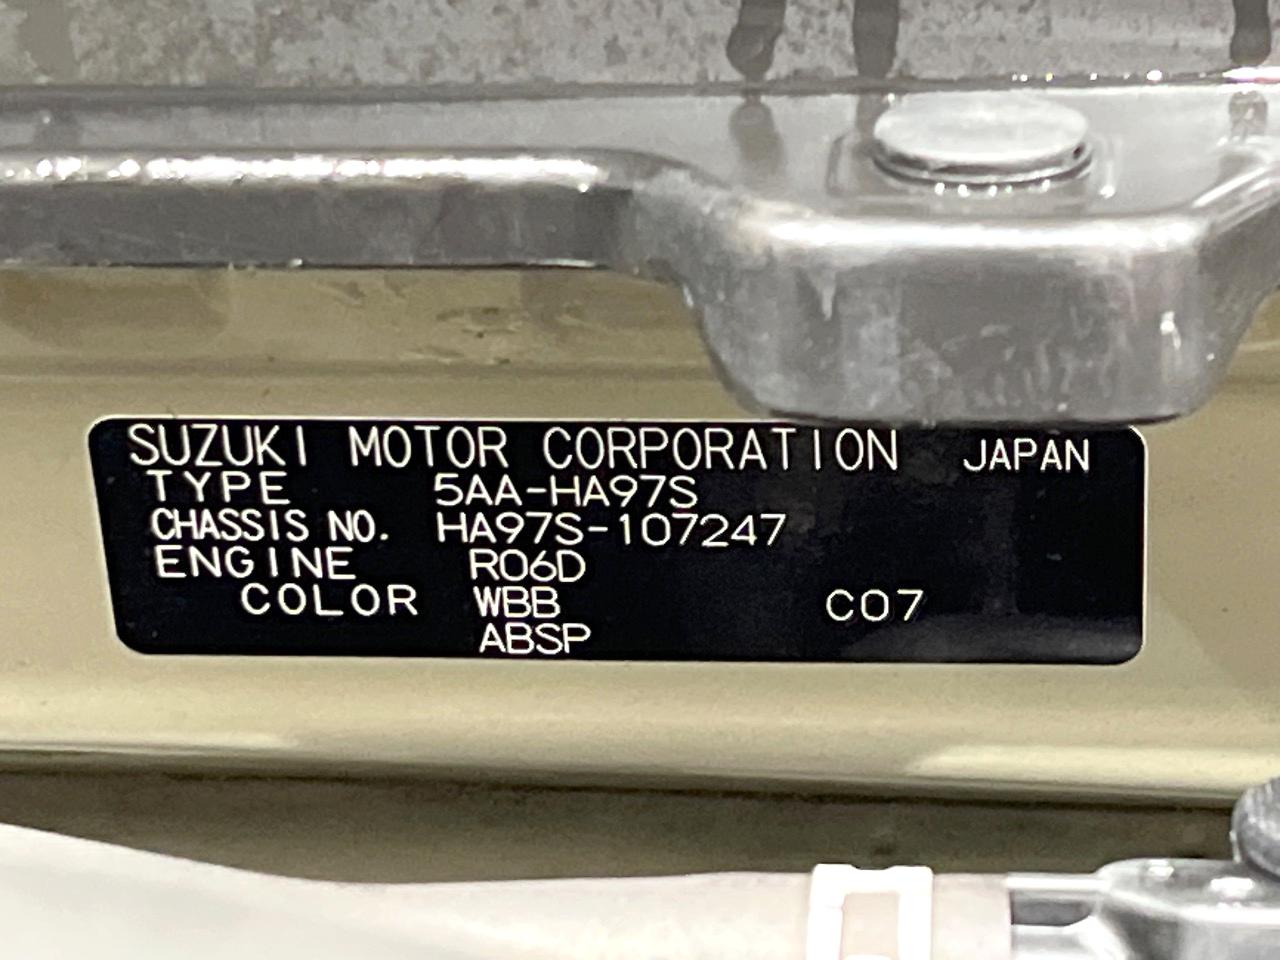 SUZUKI MOTOR CORPORATION JAPAN
TYPE 5AA-HA97S
CHASSIS NO. HA97S-107247
ENGINE R06D
COLOR WBB C07
ABSP